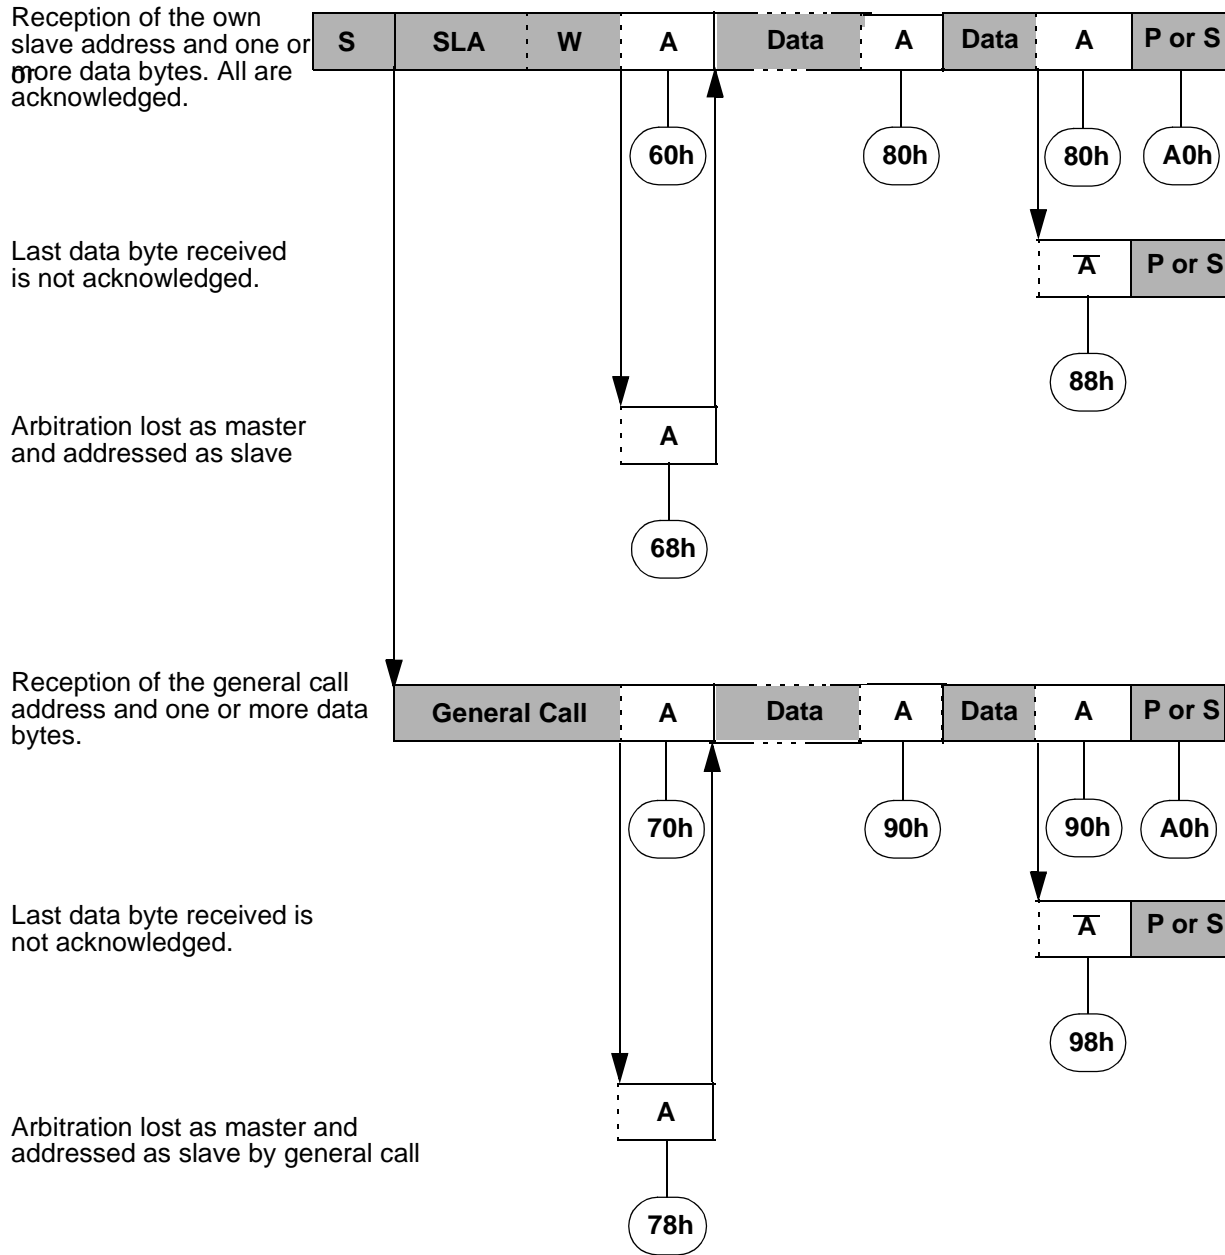 Reception of the own
slave address and one or
or
more data bytes. All are
acknowledged.
S SLA W A Data A Data A P or S
60h 80h 80h A0h
Last data byte received
is not acknowledged.
A P or S
88h
Arbitration lost as master
and addressed as slave
A
68h
Reception of the general call
address and one or more data
bytes.
General Call A Data A Data A P or S
70h 90h 90h A0h
Last data byte received is
not acknowledged.
A P or S
98h
Arbitration lost as master and
addressed as slave by general call
A
78h